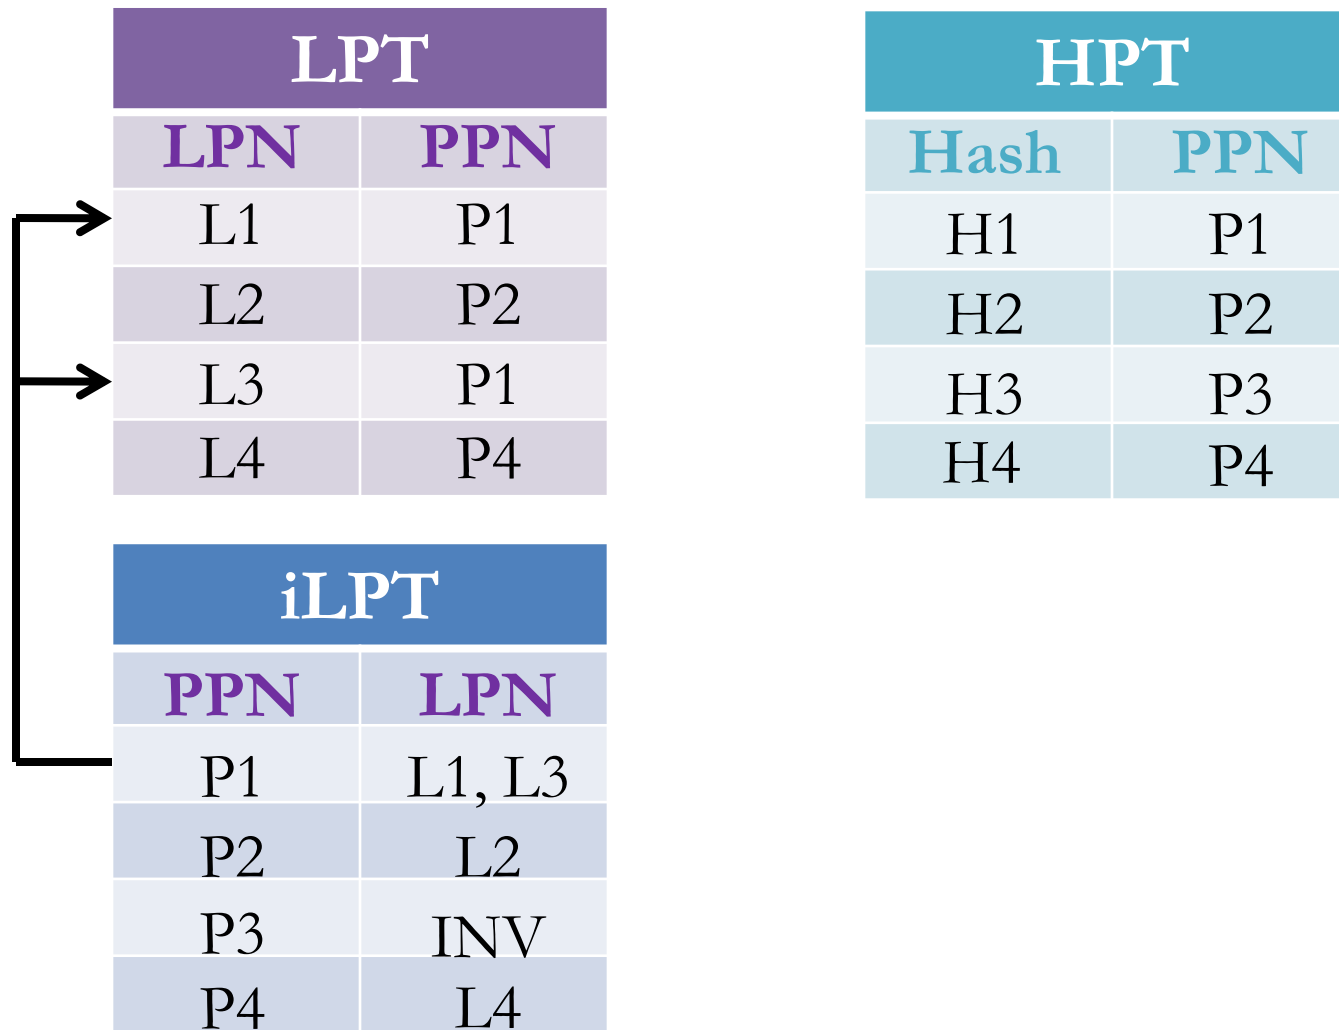 LPT
LPN PPN
L1 P1
L2 P2
L3 P1
L4 P4
HPT
Hash PPN
H1 P1
H2 P2
H3 P3
H4 P4
iLPT
PPN LPN
P1 L1, L3
P2 L2
P3 INV
P4 L4